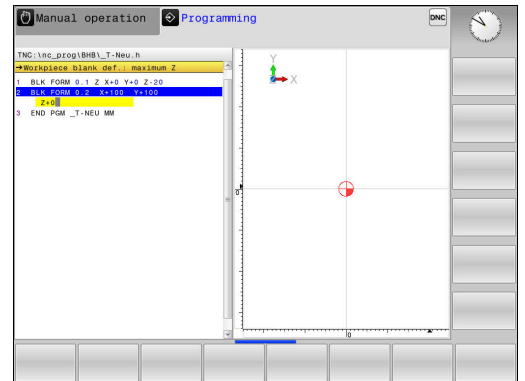 Manual operation
Programming
DNC
TNC:\nc_prog\BHB\_T-Neu.h
→Workpiece blank def.: maximum Z
1 BLK FORM 0.1 Z X+0 Y+0 Z-20
2 BLK FORM 0.2 X+100 Y+100
Z+0
3 END PGM _T-NEU MM
Y
X
0
0